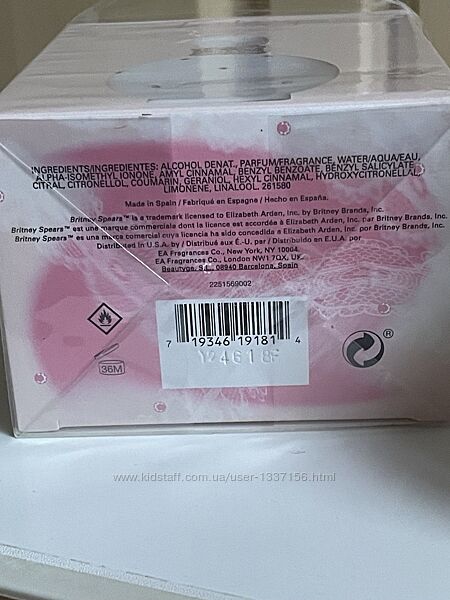 INGREDIENTS/INGREDIENTES: ALCOHOL DENAT., PARFUM/FRAGRANCE, WATER/AQUA/EAU,
ALPHA-ISOMETHYL IONONE, AMYL CINNAMAL, BENZYL BENZOATE, BENZYL SALICYLATE,
CITRAL, CITRONELLOL, COUMARIN, GERANIOL, HEXYL CINNAMAL, HYDROXYCITRONELLAL,
LIMONENE, LINALOOL 261580
Made in Spain / Fabriqué en Espagne / Hecho en España.
Britney Spears™ is a trademark licensed to Elizabeth Arden, Inc. by Britney Brands, Inc.
Britney Spears™ est une marque commerciale dont la licence est accordée à Elizabeth Arden, Inc. par Britney Brands, Inc.
Britney Spears™ es una marca comercial cuya licencia ha sido concedida a Elizabeth Arden, Inc. por Britney Brands, Inc.
Distributed in U.S.A. by / Distribué aux É.-U. par / Distribuido en E.U.A. por
EA Fragrances Co., New York, NY 10004.
EA Fragrances Co., London NW1 7QX, UK.
Beautyge, S.L. 08940 Barcelona, Spain
2251569002
7 19346 19181 4
12461 8F
36M
®
www.kidstaff.com.ua/user-1337156.html